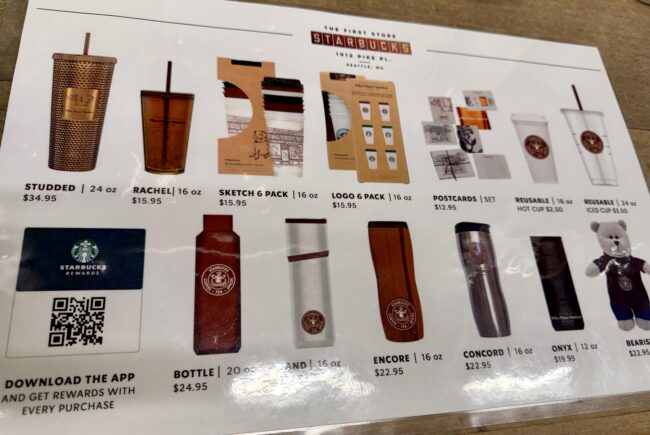 THE FIRST STORE
STARBUCKS
1912 PIKE PL.
SEATTLE, WA
STUDDED | 24 oz
$34.95
RACHEL | 16 oz
$15.95
SKETCH 6 PACK | 16 oz
$15.95
LOGO 6 PACK | 16 oz
$15.95
POSTCARDS | SET
$12.95
REUSABLE | 16 oz
HOT CUP $2.50
REUSABLE | 24 oz
ICED CUP $3.50
STARBUCKS
REWARDS
DOWNLOAD THE APP
AND GET REWARDS WITH
EVERY PURCHASE
BOTTLE | 20 oz
$24.95
AND | 16 oz
ENCORE | 16 oz
$22.95
CONCORD | 16 oz
$22.95
ONYX | 12 oz
$19.95
BEARIS
$22.95